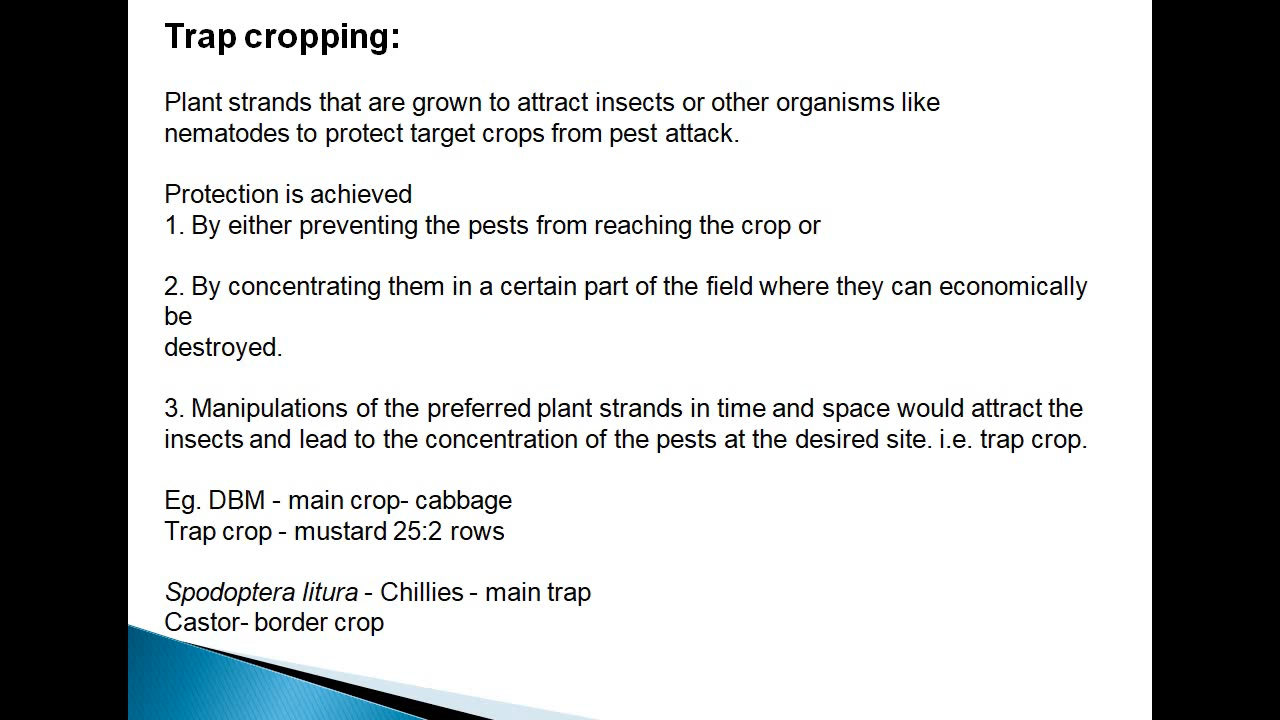 Trap cropping:
Plant strands that are grown to attract insects or other organisms like
nematodes to protect target crops from pest attack.
Protection is achieved
1. By either preventing the pests from reaching the crop or
2. By concentrating them in a certain part of the field where they can economically
be
destroyed.
3. Manipulations of the preferred plant strands in time and space would attract the
insects and lead to the concentration of the pests at the desired site. i.e. trap crop.
Eg. DBM - main crop- cabbage
Trap crop - mustard 25:2 rows
Spodoptera litura - Chillies - main trap
Castor- border crop